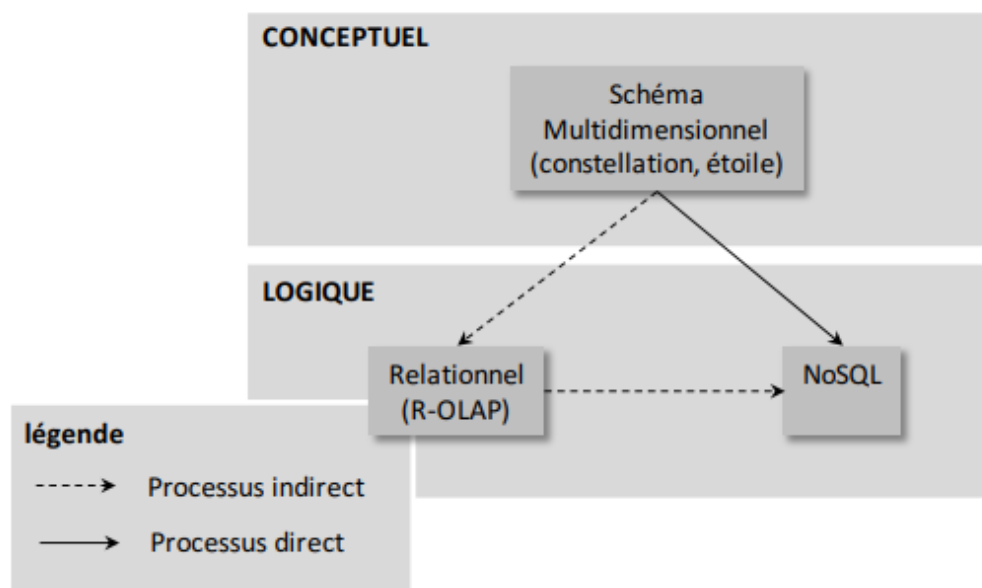 CONCEPTUEL
Schéma
Multidimensionnel
(constellation, étoile)
LOGIQUE
Relationnel
(R-OLAP)
NoSQL
légende
Processus indirect
Processus direct